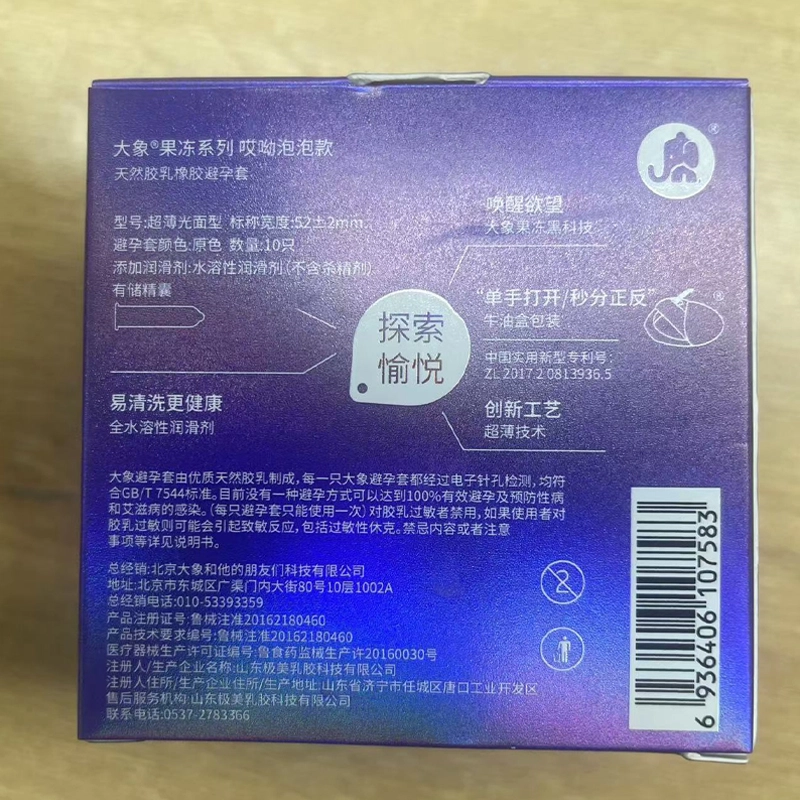 大象®果冻系列 哎呦泡泡款
天然胶乳橡胶避孕套
型号:超薄光面型 标称宽度:52±2mm
避孕套颜色:原色 数量:10只
添加润滑剂:水溶性润滑剂(不含杀精剂)
有储精囊
唤醒欲望
大象果冻黑科技
“单手打开/秒分正反”
牛油盒包装
中国实用新型专利号:
ZL 2017 2 0813936.5
探索
愉悦
易清洗更健康
全水溶性润滑剂
创新工艺
超薄技术
大象避孕套由优质天然胶乳制成,每一只大象避孕套都经过电子针孔检测,均符
合GB/T 7544标准。目前没有一种避孕方式可以达到100%有效避孕及预防性病
和艾滋病的感染。(每只避孕套只能使用一次)对胶乳过敏者禁用,如果使用者对
胶乳过敏则可能会引起致敏反应,包括过敏性休克。禁忌内容或者注意
事项等详见说明书。
总经销:北京大象和他的朋友们科技有限公司
地址:北京市东城区广渠门内大街80号10层1002A
总经销电话:010-53393359
产品注册证号:鲁械注准20162180460
产品技术要求编号:鲁械注准20162180460
医疗器械生产许可证编号:鲁食药监械生产许20160030号
注册人/生产企业名称:山东极美乳胶科技有限公司
注册人住所/生产企业住所/生产地址:山东省济宁市任城区唐口工业开发区
售后服务机构:山东极美乳胶科技有限公司
联系电话:0537-2783366
2
6 936406 107583